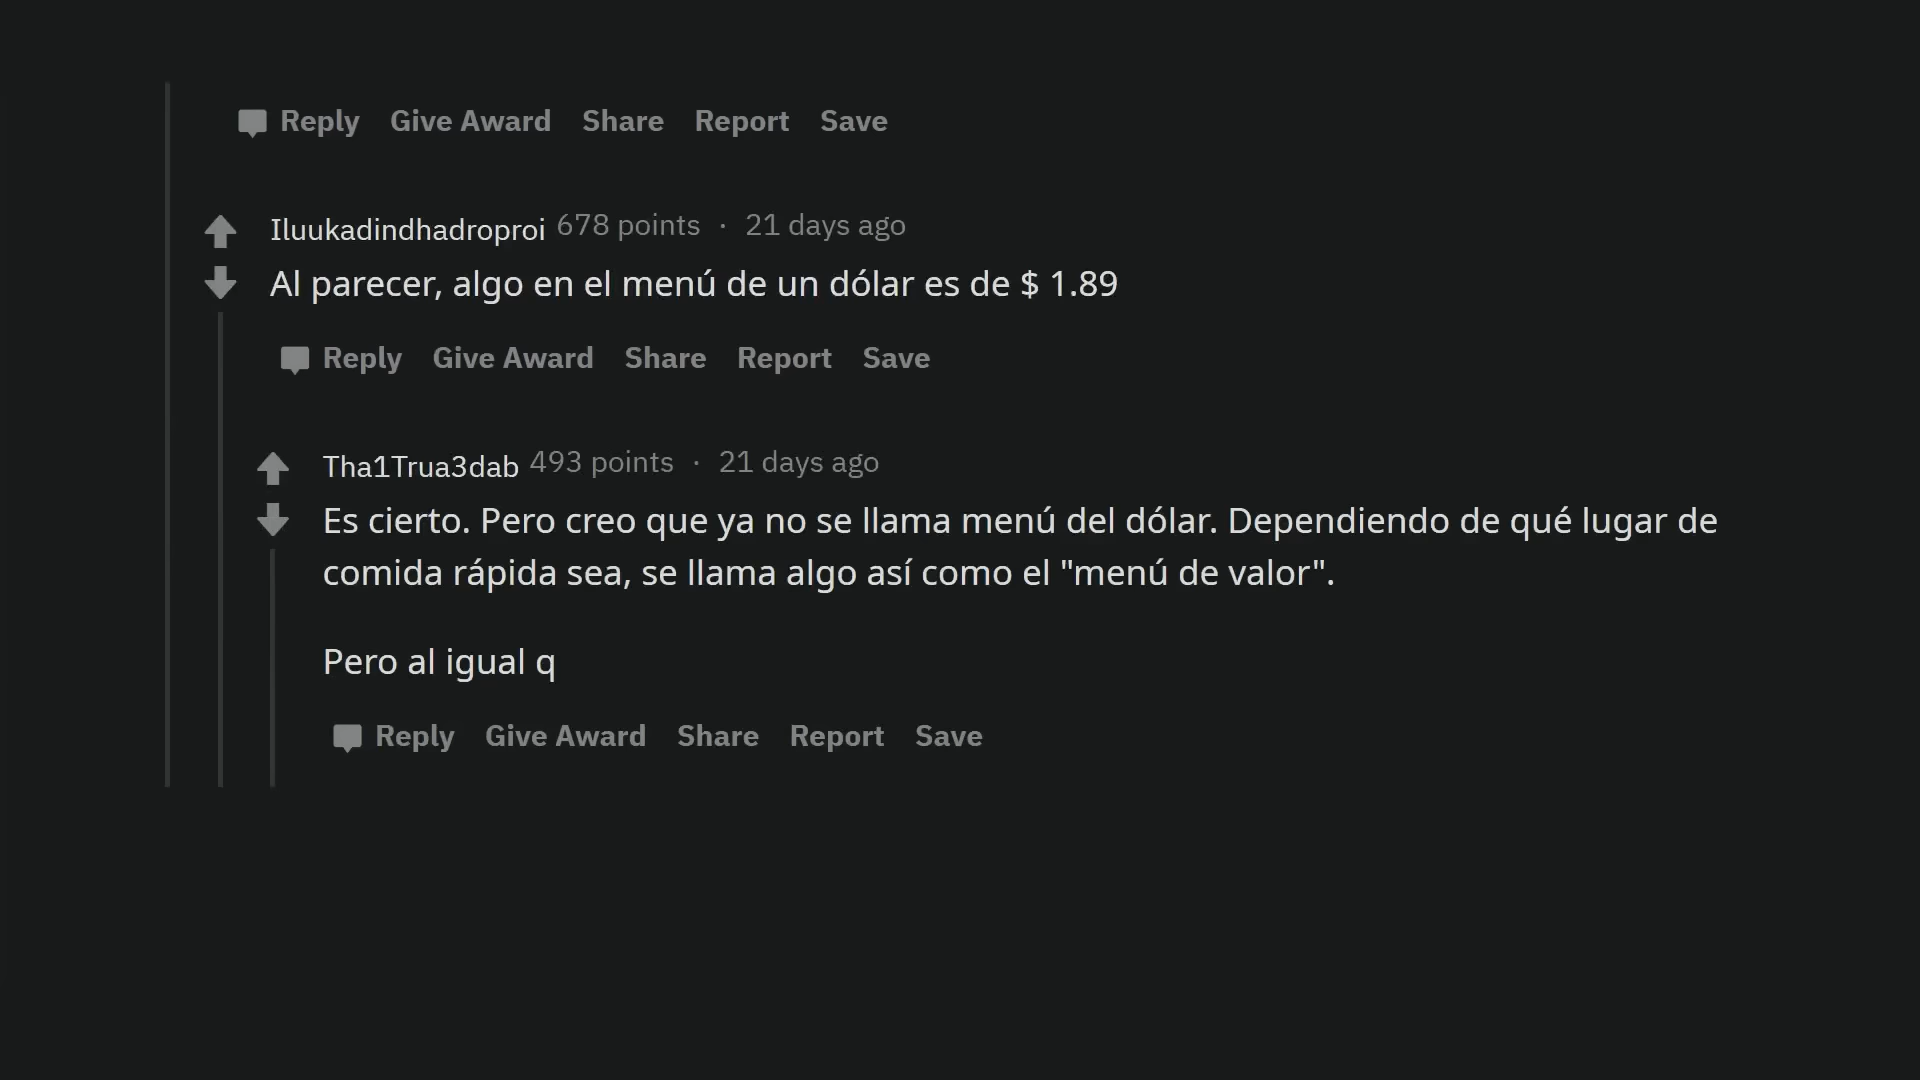 Reply Give Award Share Report Save
Iluukadindhadroproi 678 points · 21 days ago
Al parecer, algo en el menú de un dólar es de $ 1.89
Reply Give Award Share Report Save
Tha1Trua3dab 493 points · 21 days ago
Es cierto. Pero creo que ya no se llama menú del dólar. Dependiendo de qué lugar de
comida rápida sea, se llama algo así como el "menú de valor".
Pero al igual q
Reply Give Award Share Report Save